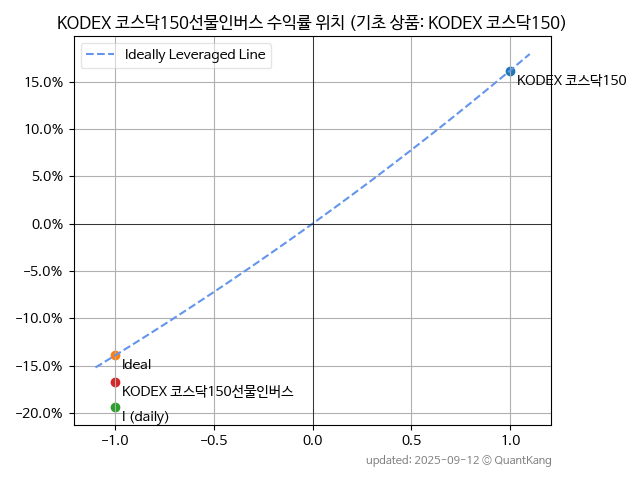 KODEX 코스닥150선물인버스 수익률 위치 (기초 상품: KODEX 코스닥150)
Ideally Leveraged Line
15.0%
10.0%
5.0%
0.0%
−5.0%
−10.0%
−15.0%
−20.0%
KODEX 코스닥150
Ideal
KODEX 코스닥150선물인버스
I (daily)
−1.0
−0.5
0.0
0.5
1.0
updated: 2025-09-12 © QuantKang